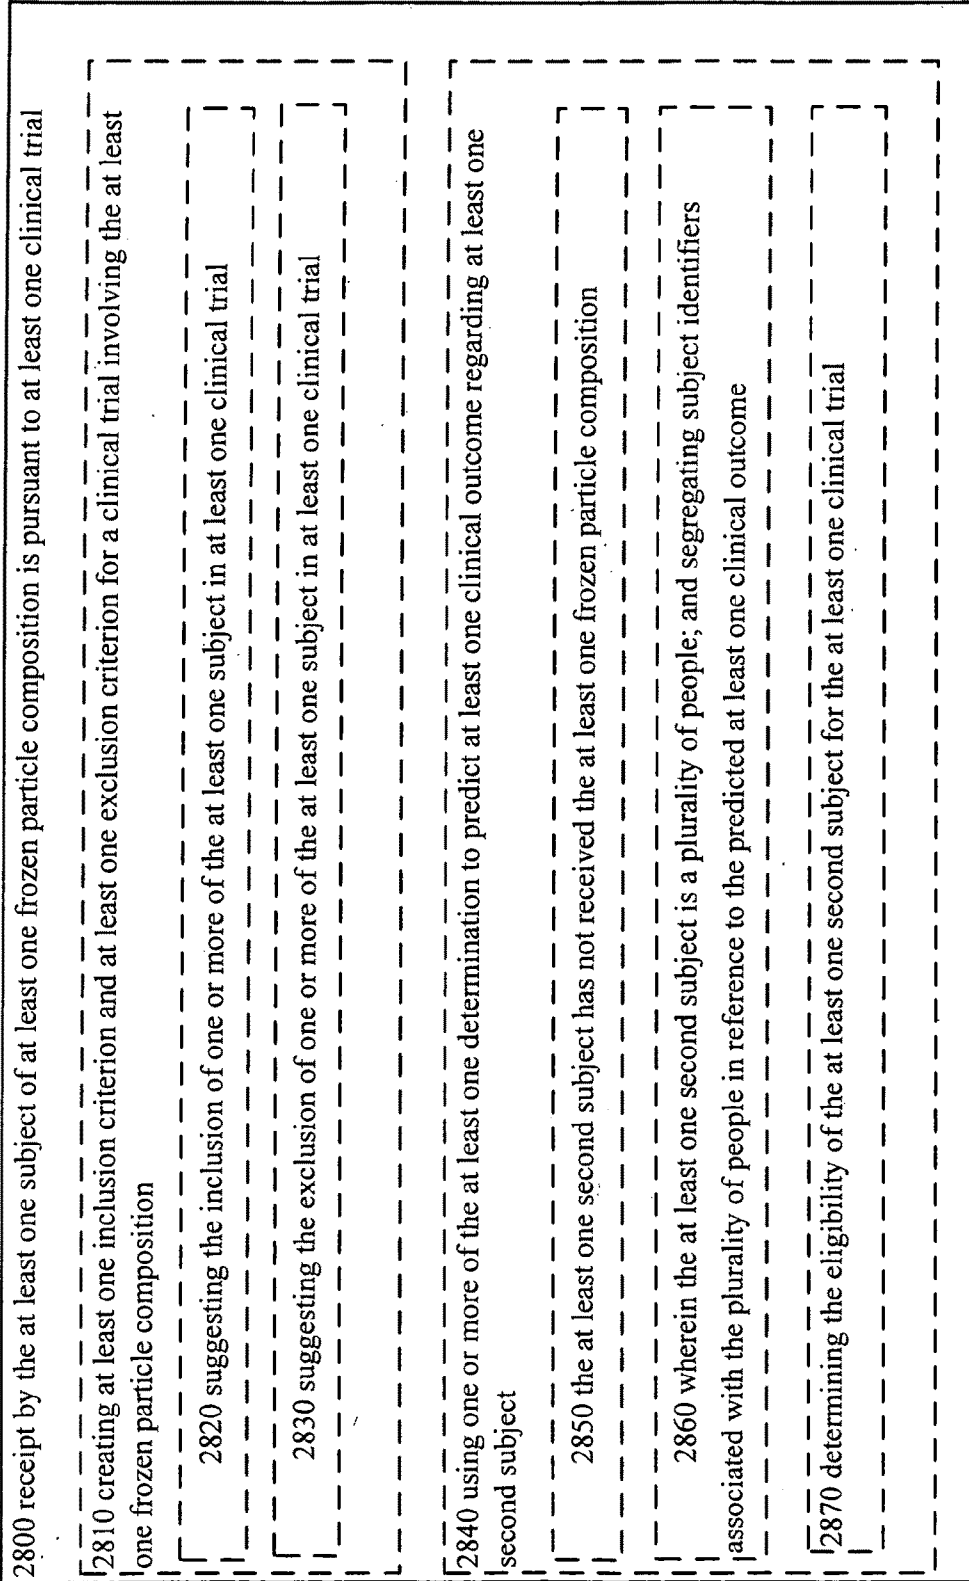 2800 receipt by the at least one subject of at least one frozen particle composition is pursuant to at least one clinical trial
2810 creating at least one inclusion criterion and at least one exclusion criterion for a clinical trial involving the at least
one frozen particle composition
2820 suggesting the inclusion of one or more of the at least one subject in at least one clinical trial
2830 suggesting the exclusion of one or more of the at least one subject in at least one clinical trial
2840 using one or more of the at least one determination to predict at least one clinical outcome regarding at least one
second subject
2850 the at least one second subject has not received the at least one frozen particle composition
2860 wherein the at least one second subject is a plurality of people; and segregating subject identifiers
associated with the plurality of people in reference to the predicted at least one clinical outcome
2870 determining the eligibility of the at least one second subject for the at least one clinical trial